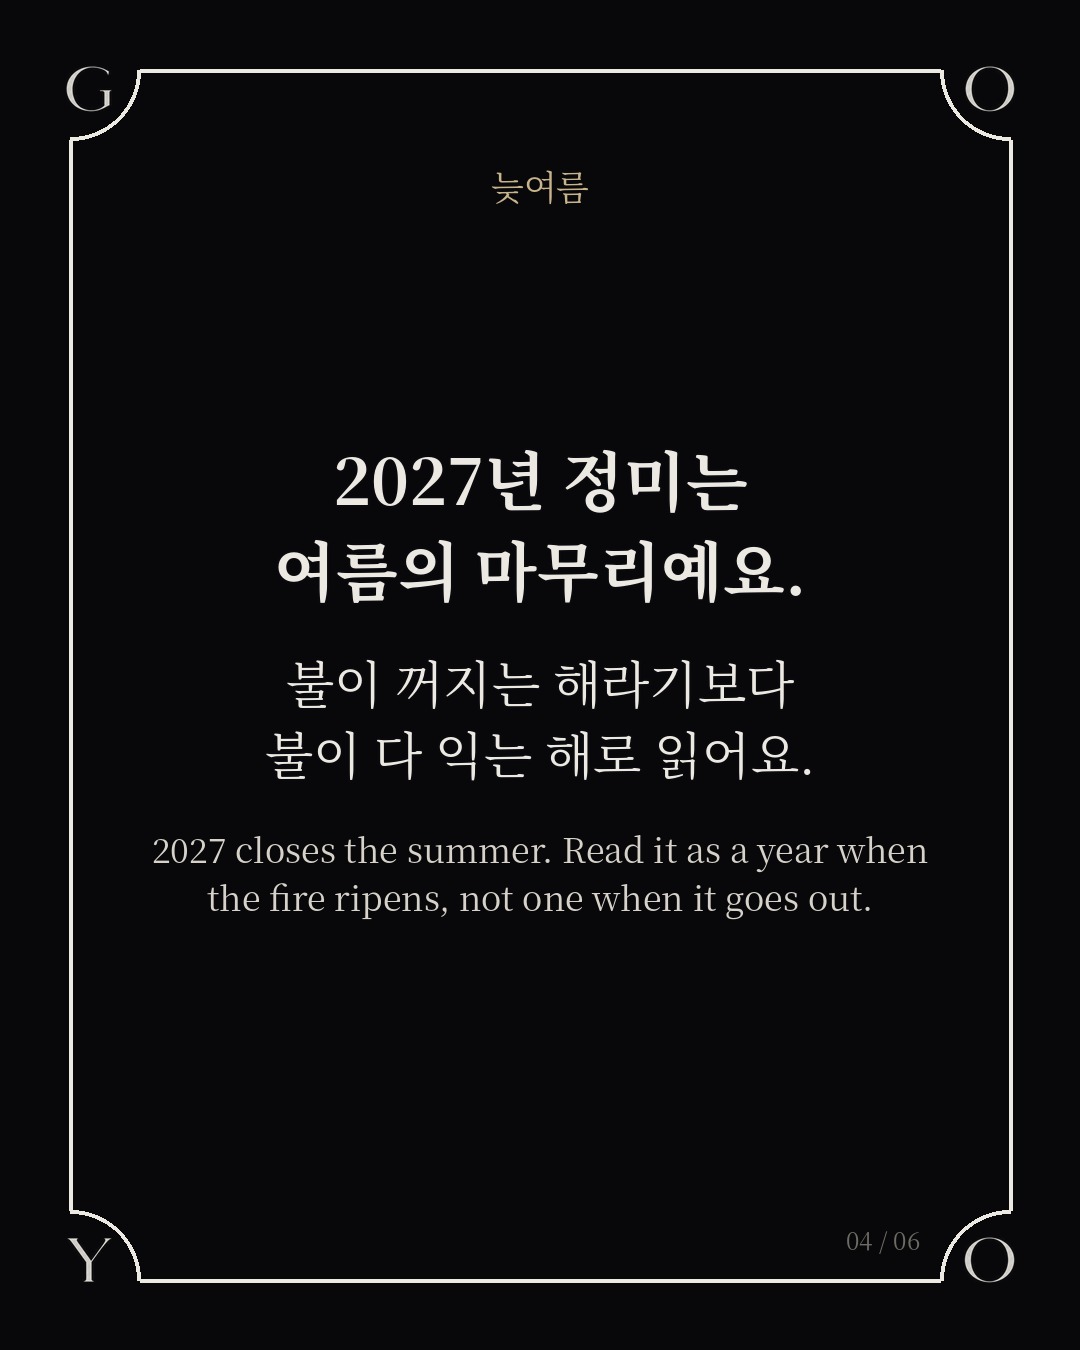 G O
늦여름
2027년 정미는
여름의 마무리예요.
불이 꺼지는 해라기보다
불이 다 익는 해로 읽어요.
2027 closes the summer. Read it as a year when
the fire ripens, not one when it goes out.
04 / 06
Y O